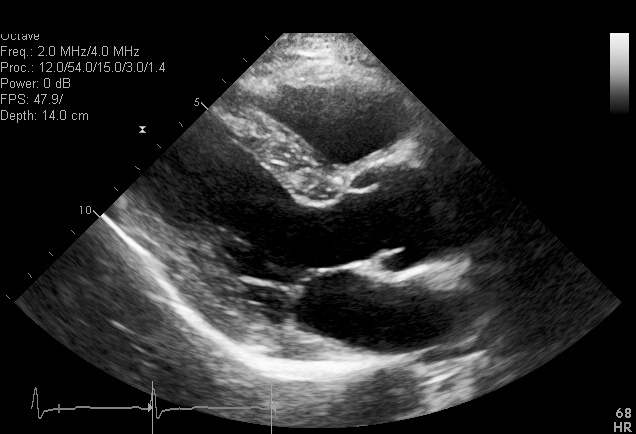 Octave
Freq.: 2.0 MHz/4.0 MHz
Proc.: 12.0/54.0/15.0/3.0/1.4
Power: 0 dB
FPS: 47.9/
Depth: 14.0 cm
5
10
68
HR